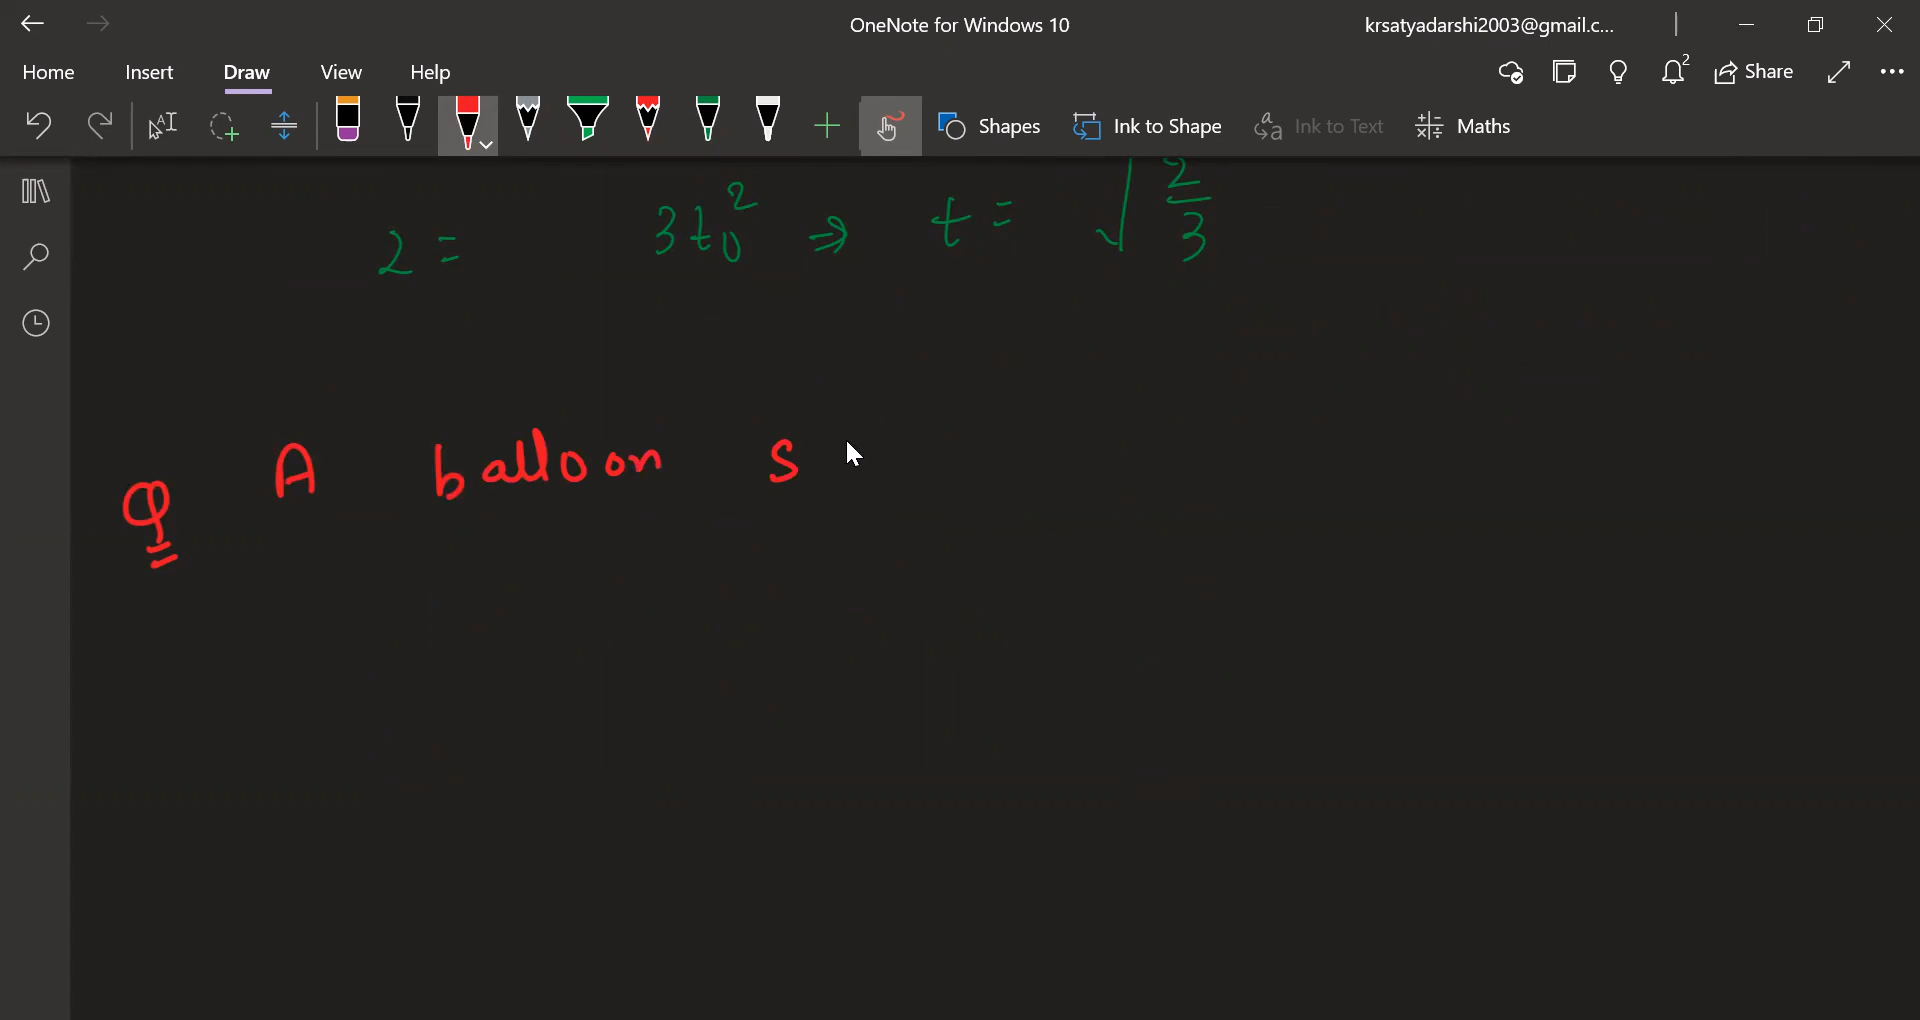 OneNote for Windows 10
krsatyadarshi2003@gmail.c...
Home Insert Draw View Help
2 Share
Shapes Ink to Shape Ink to Text Maths
2 = 3t₀² ⇒ t = √2/3
Q A balloon s